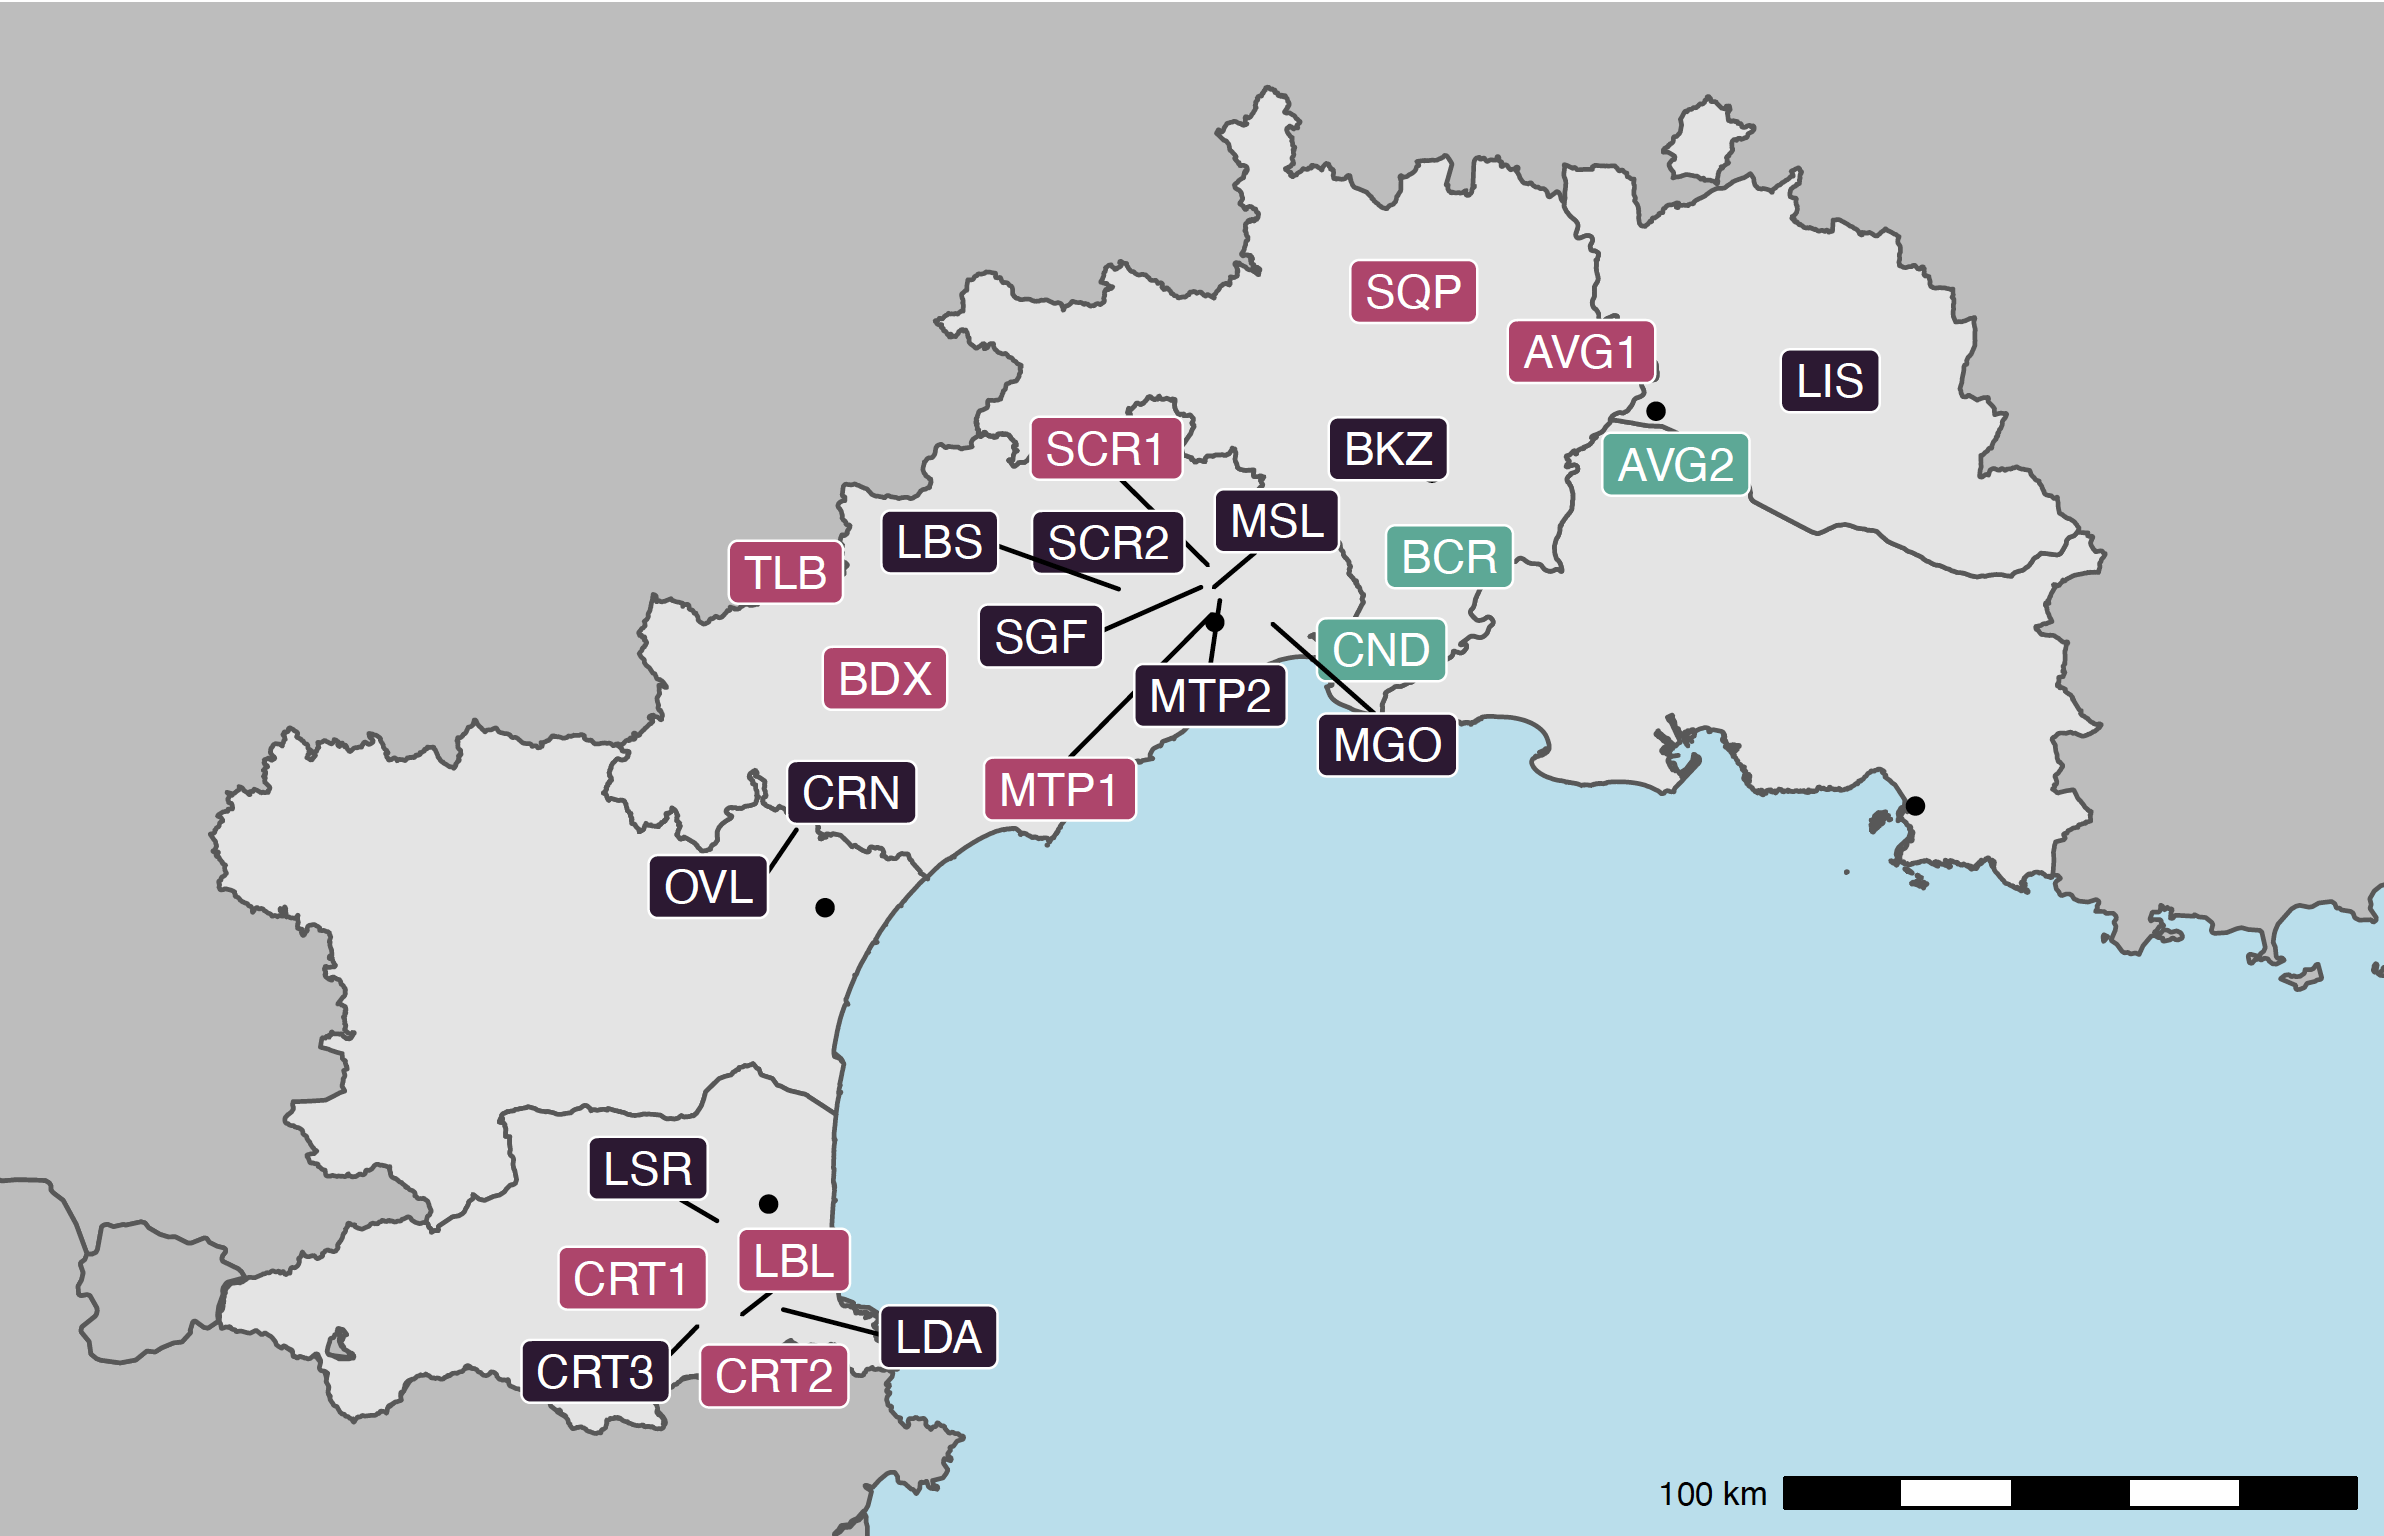 SQP
AVG1
LIS
SCR1
BKZ
AVG2
LBS
SCR2
MSL
TLB
BCR
SGF
CND
BDX
MTP2
MGO
CRN
MTP1
OVL
LSR
LBL
CRT1
LDA
CRT3
CRT2
100 km